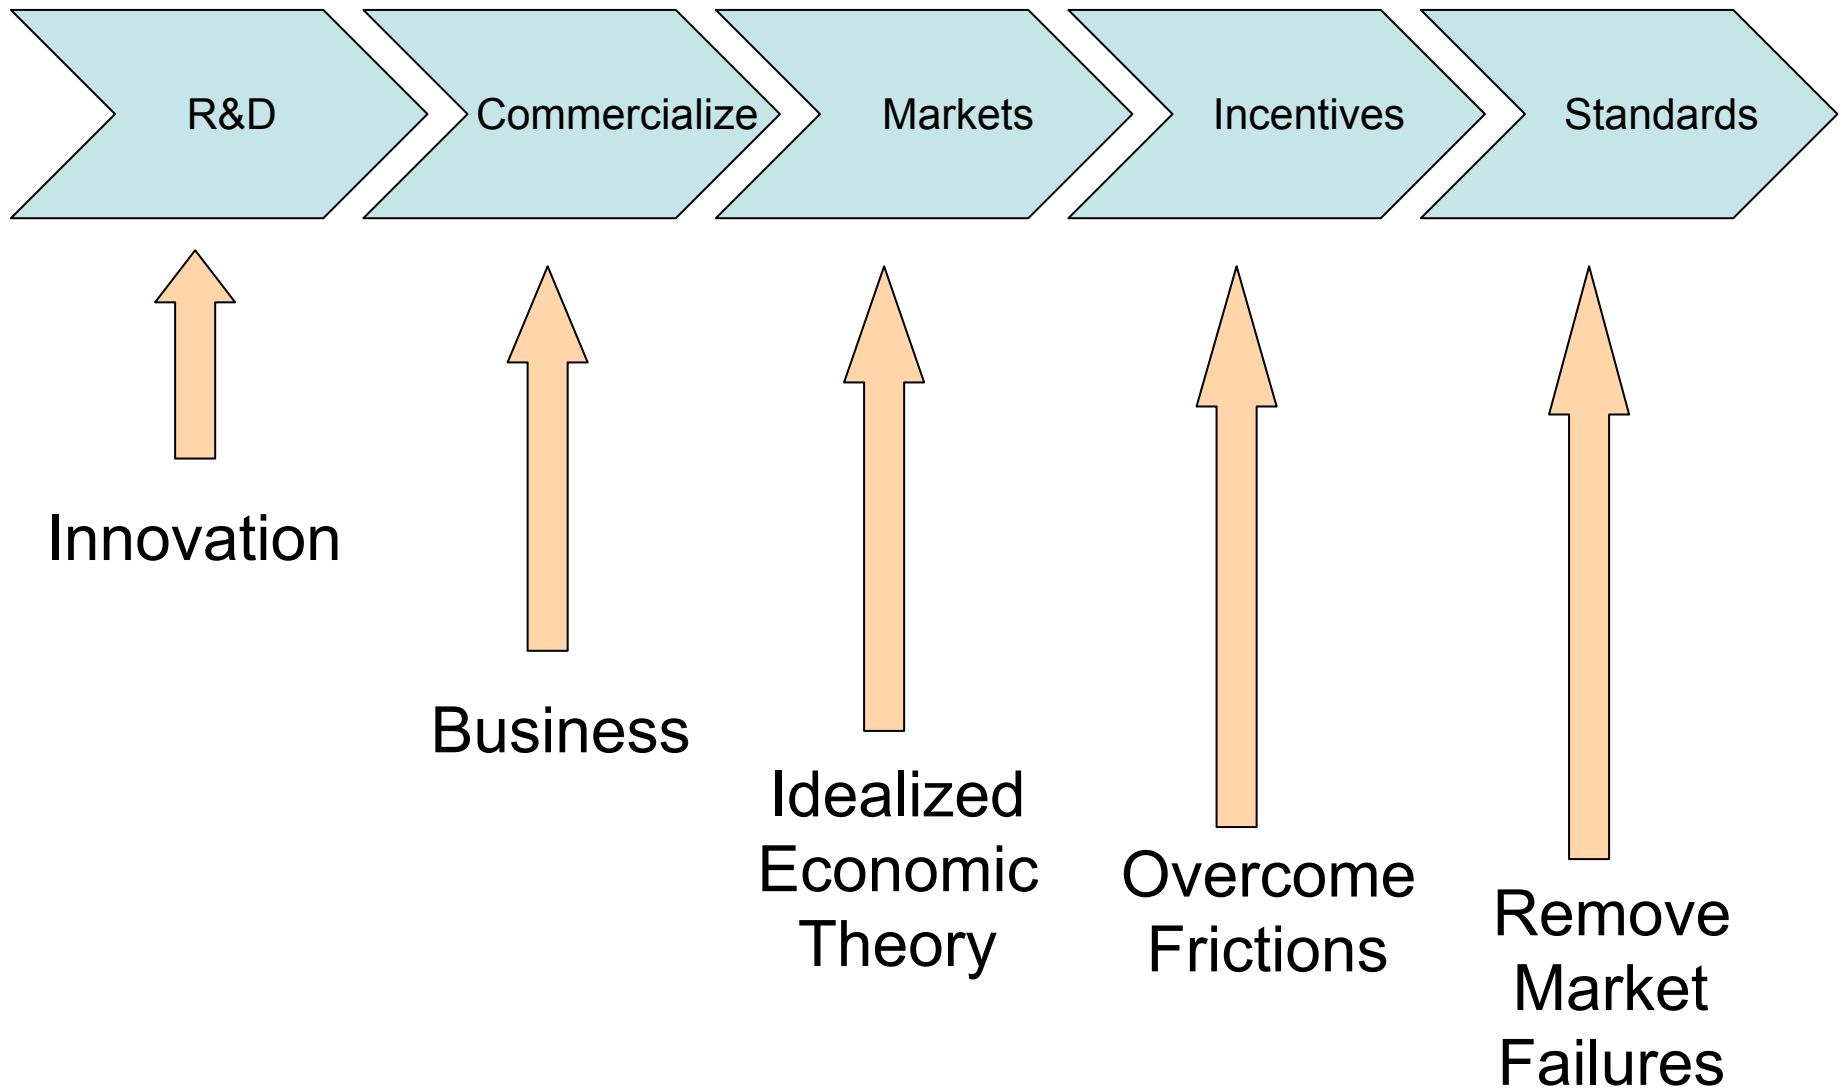 R&D
Commercialize
Markets
Incentives
Standards
Innovation
Business
Idealized
Economic
Theory
Overcome
Frictions
Remove
Market
Failures